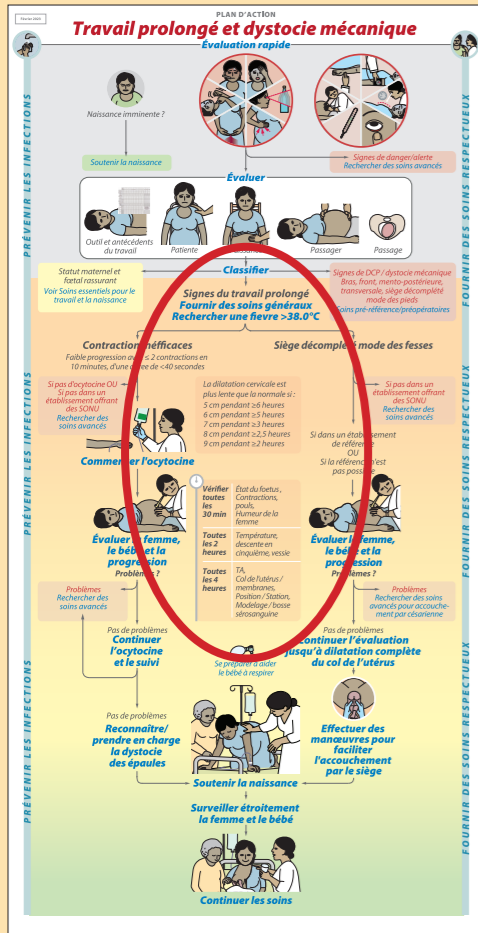 Février 2020
PLAN D'ACTION
Travail prolongé et dystocie mécanique
Évaluation rapide
PRÉVENIR LES INFECTIONS
FOURNIR DES SOINS RESPECTUEUX
Naissance imminente ?
Soutenir la naissance
Signes de danger/alerte
Rechercher des soins avancés
Évaluer
Outil et antécédents
du travail
Patiente
Passager
Passage
Statut maternel et
fœtal rassurant
Voir Soins essentiels pour le
travail et la naissance
Classifier
Signes de DCP / dystocie mécanique
Bras, front, mento-postérieure,
transversale, siège décomplété
mode des pieds
Soins pré-référence/préopératoires
Signes du travail prolongé
Fournir des soins généraux
Rechercher une fievre >38.0°C
Contractions inefficaces
Faible progression avec ≤ 2 contractions en
10 minutes, d'une durée de <40 secondes
Siège décomplété mode des fesses
Si pas d'ocytocine OU
Si pas dans un
établissement offrant
des SONU
Rechercher des
soins avancés
La dilatation cervicale est
plus lente que la normale si :
5 cm pendant ≥6 heures
6 cm pendant ≥5 heures
7 cm pendant ≥3 heures
8 cm pendant ≥2,5 heures
9 cm pendant ≥2 heures
Si pas dans un
établissement offrant
des SONU
Rechercher des
soins avancés
Commencer l'ocytocine
Si dans un établissement
de référence
OU
Si la référence n'est
pas possible
Vérifier
toutes
les
30 min
État du foetus,
Contractions,
pouls,
Humeur de la
femme
Toutes
les 2
heures
Température,
descente en
cinquième, vessie
Toutes
les 4
heures
TA,
Col de l'utérus /
membranes,
Position / Station,
Modelage / bosse
sérosanguine
Évaluer la femme,
le bébé et la
progression
Problèmes ?
Évaluer la femme,
le bébé et la
progression
Problèmes ?
Problèmes
Rechercher des
soins avancés
Problèmes
Rechercher des soins
avancés pour accouche-
ment par césarienne
PRÉVENIR LES INFECTIONS
Pas de problèmes
Continuer
l'ocytocine
et le suivi
Se préparer à aider
le bébé à respirer
Pas de problèmes
Continuer l'évaluation
jusqu'à dilatation complète
du col de l'utérus
Pas de problèmes
Reconnaître/
prendre en charge
la dystocie
des épaules
Effectuer des
manœuvres pour
faciliter
l'accouchement
par le siège
PRÉVENIR LES INFECTIONS
FOURNIR DES SOINS RESPECTUEUX
Soutenir la naissance
Surveiller étroitement
la femme et le bébé
Continuer les soins